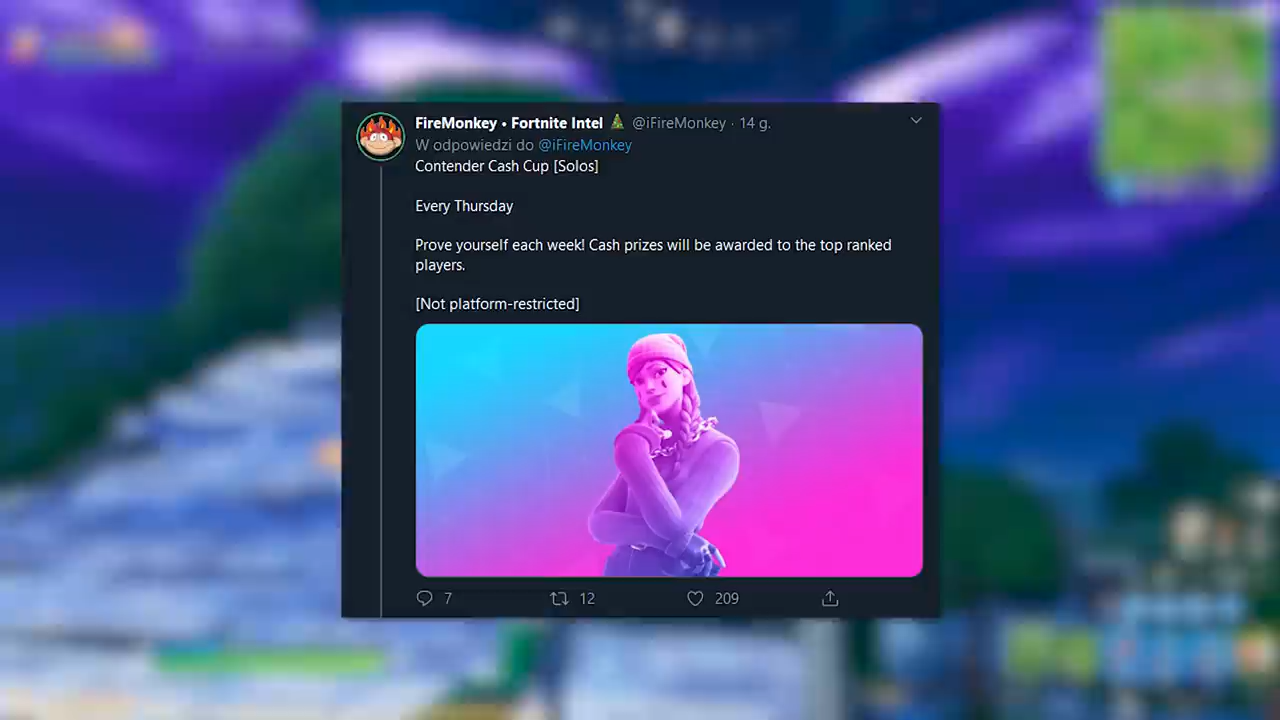 FireMonkey • Fortnite Intel 🎄 @iFireMonkey · 14 g.
W odpowiedzi do @iFireMonkey
Contender Cash Cup [Solos]
Every Thursday
Prove yourself each week! Cash prizes will be awarded to the top ranked
players.
[Not platform-restricted]
7 12 209